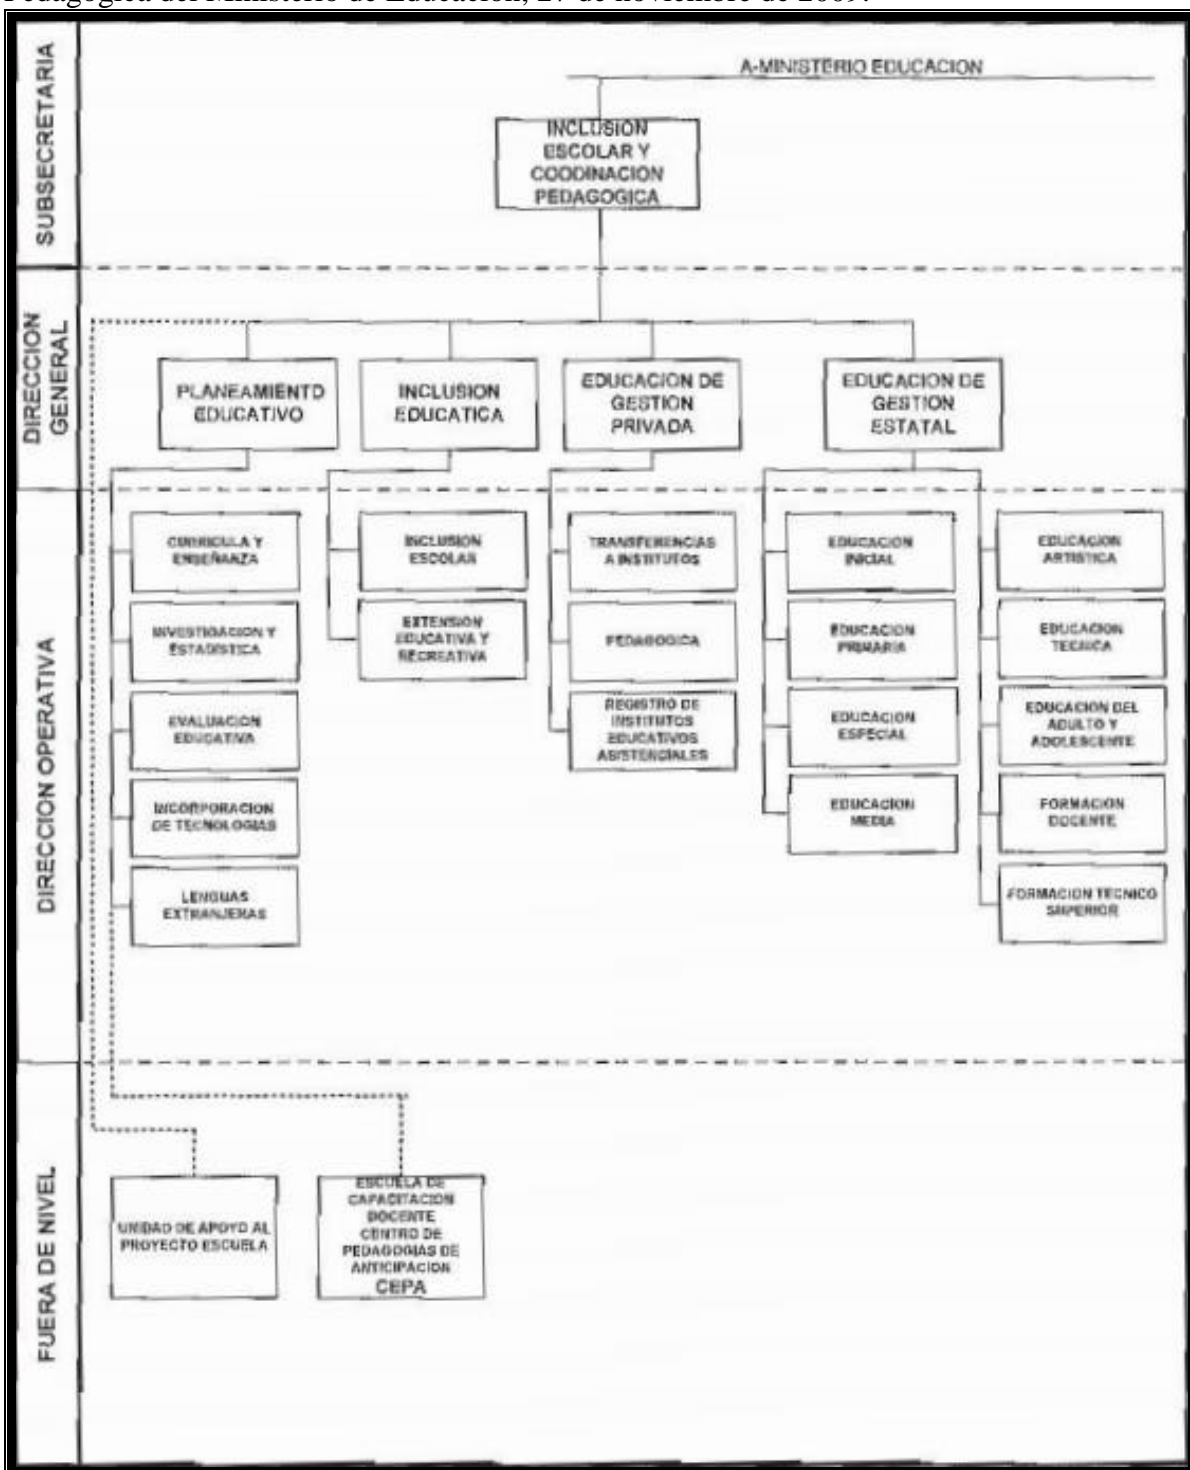 Pedagógica del Ministerio de Educación, 27 de noviembre de 2009.
SUBSECRETARIA
A-MINISTERIO EDUCACION
INCLUSION
ESCOLAR Y
COODINACION
PEDAGOGICA
DIRECCION
GENERAL
PLANEAMIENTO
EDUCATIVO
INCLUSION
EDUCATICA
EDUCACION DE
GESTION
PRIVADA
EDUCACION DE
GESTION
ESTATAL
DIRECCION OPERATIVA
CURRICULA Y
ENSEÑANZA
INVESTIGACION Y
ESTADISTICA
EVALUACION
EDUCATIVA
INCORPORACION
DE TECNOLOGIAS
LENGUAS
EXTRANJERAS
INCLUSION
ESCOLAR
EXTENSION
EDUCATIVA Y
RECREATIVA
TRANSFERENCIAS
A INSTITUTOS
PEDAGOGICA
REGISTRO DE
INSTITUTOS
EDUCATIVOS
ASISTENCIALES
EDUCACION
INICIAL
EDUCACION
PRIMARIA
EDUCACION
ESPECIAL
EDUCACION
MEDIA
EDUCACION
ARTISTICA
EDUCACION
TECNICA
EDUCACION DEL
ADULTO Y
ADOLESCENTE
FORMACION
DOCENTE
FORMACION TECNICO
SUPERIOR
FUERA DE NIVEL
UNIDAD DE APOYO AL
PROYECTO ESCUELA
ESCUELA DE
CAPACITACION
DOCENTE
CENTRO DE
PEDAGOGIAS DE
ANTICIPACION
CEPA